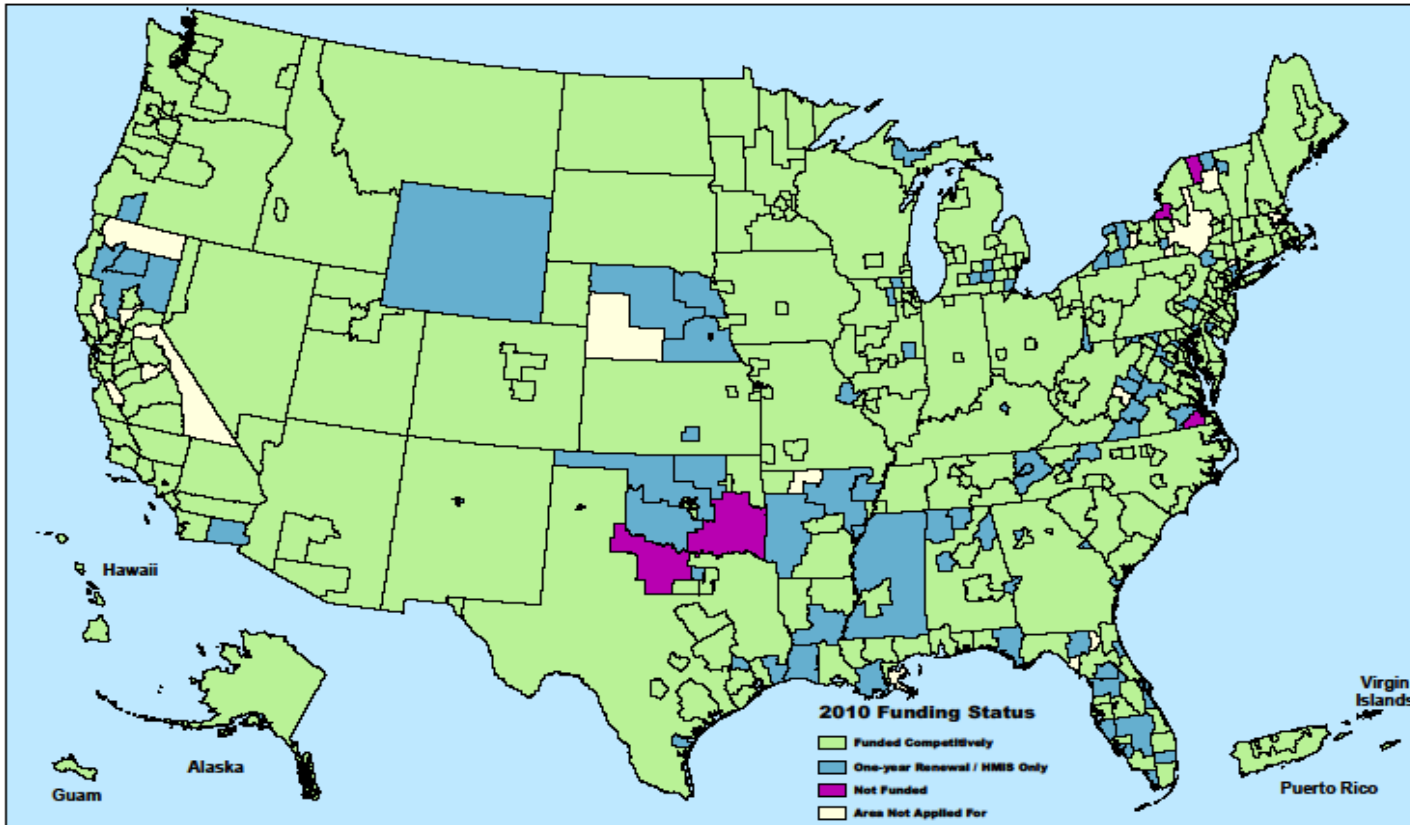 Hawaii
Alaska
Guam
Virgin
Islands
Puerto Rico
2010 Funding Status
Funded Competitively
One-year Renewal / HMIS Only
Not Funded
Area Not Applied For